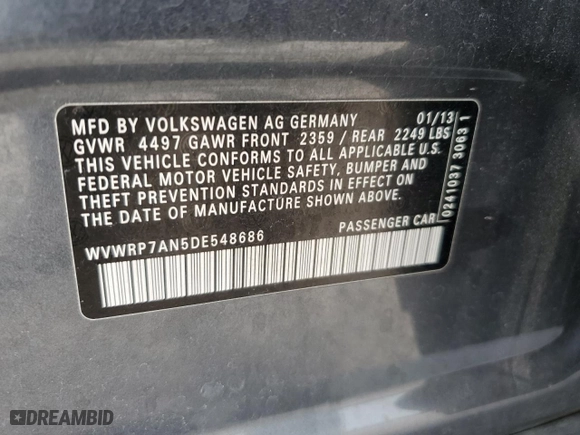 MFD BY VOLKSWAGEN AG GERMANY 01/13
GVWR 4497 GAWR FRONT 2359 / REAR 2249 LBS
THIS VEHICLE CONFORMS TO ALL APPLICABLE U.S.
FEDERAL MOTOR VEHICLE SAFETY, BUMPER AND
THEFT PREVENTION STANDARDS IN EFFECT ON
THE DATE OF MANUFACTURE SHOWN ABOVE.
WVWRP7AN5DE548686 PASSENGER CAR
0241037 3063 1
DREAMBID